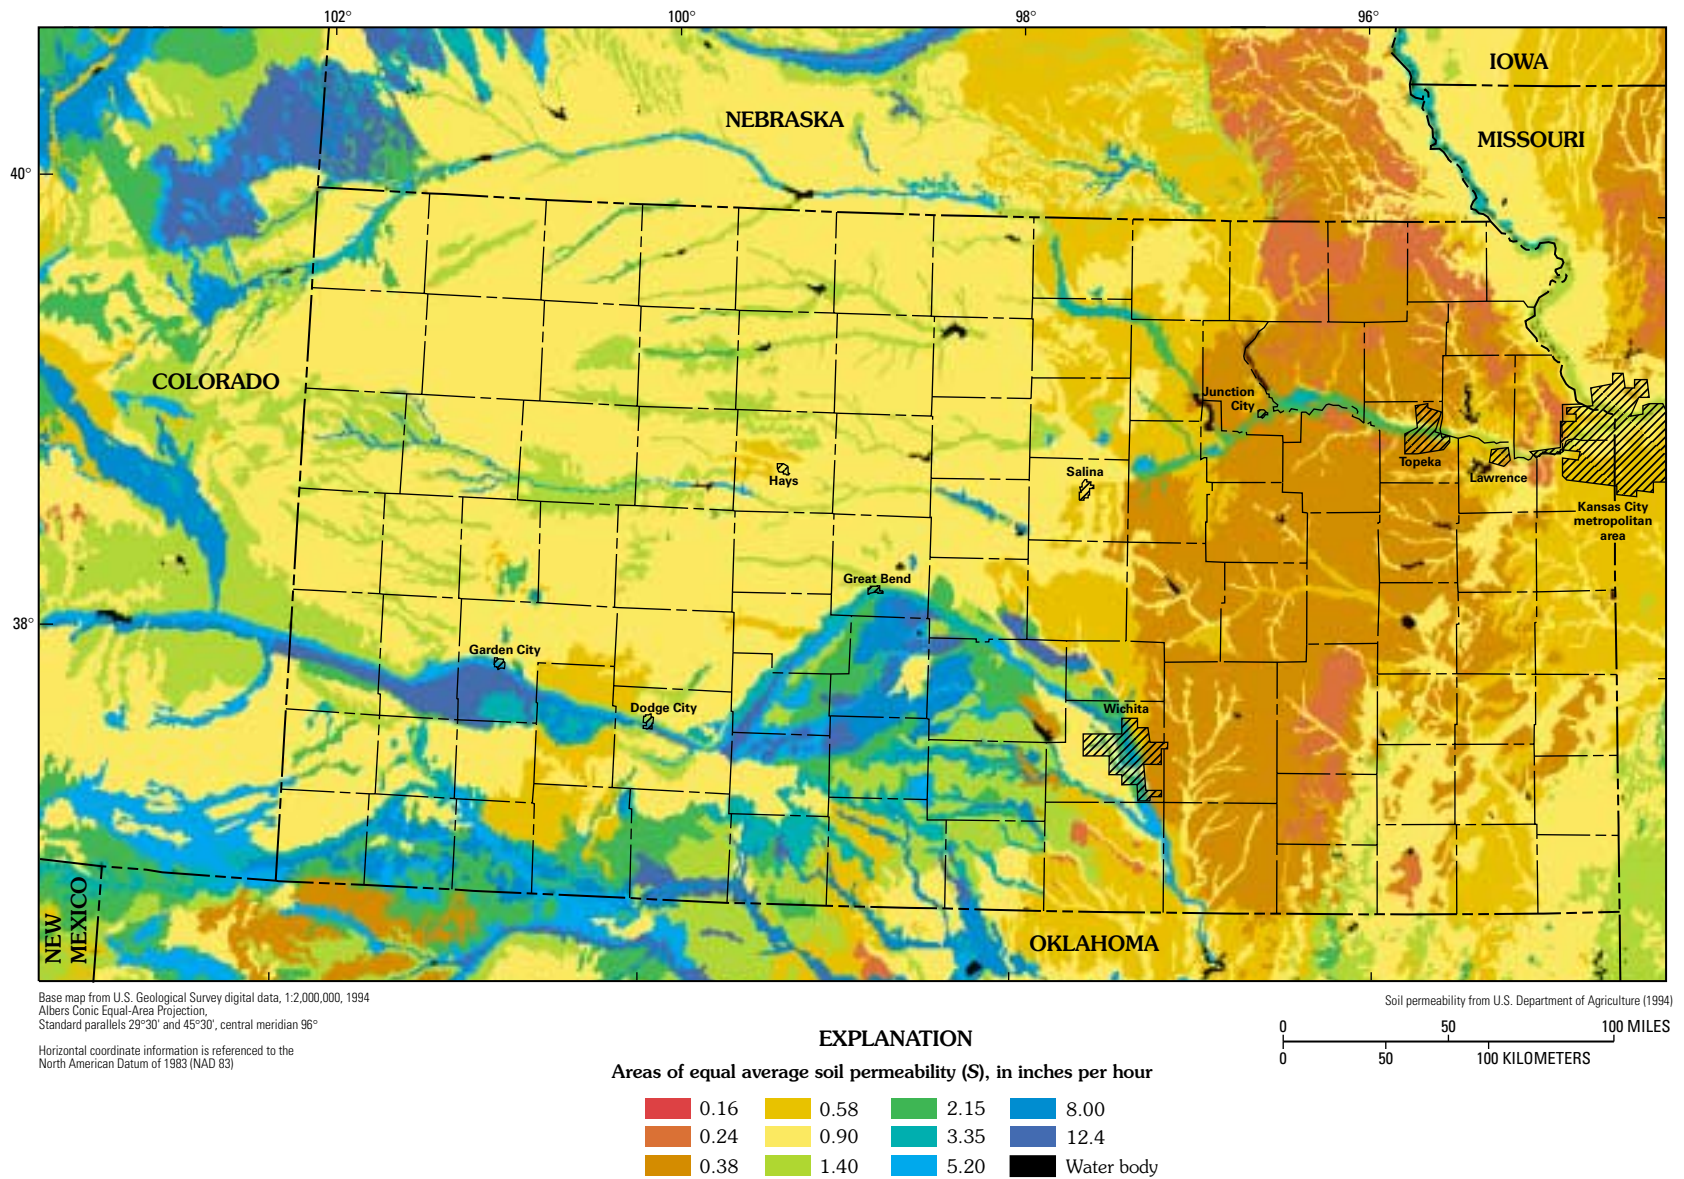 102°
100°
98°
96°
IOWA
NEBRASKA
MISSOURI
40°
COLORADO
Junction
City
Topeka
Lawrence
Hays
Salina
Kansas City
metropolitan
area
Great Bend
38°
Garden City
Dodge City
Wichita
NEW
MEXICO
OKLAHOMA
Base map from U.S. Geological Survey digital data, 1:2,000,000, 1994
Albers Conic Equal-Area Projection,
Standard parallels 29°30' and 45°30', central meridian 96°
Horizontal coordinate information is referenced to the
North American Datum of 1983 (NAD 83)
Soil permeability from U.S. Department of Agriculture (1994)
0 50 100 MILES
0 50 100 KILOMETERS
EXPLANATION
Areas of equal average soil permeability (S), in inches per hour
0.16 0.58 2.15 8.00
0.24 0.90 3.35 12.4
0.38 1.40 5.20 Water body